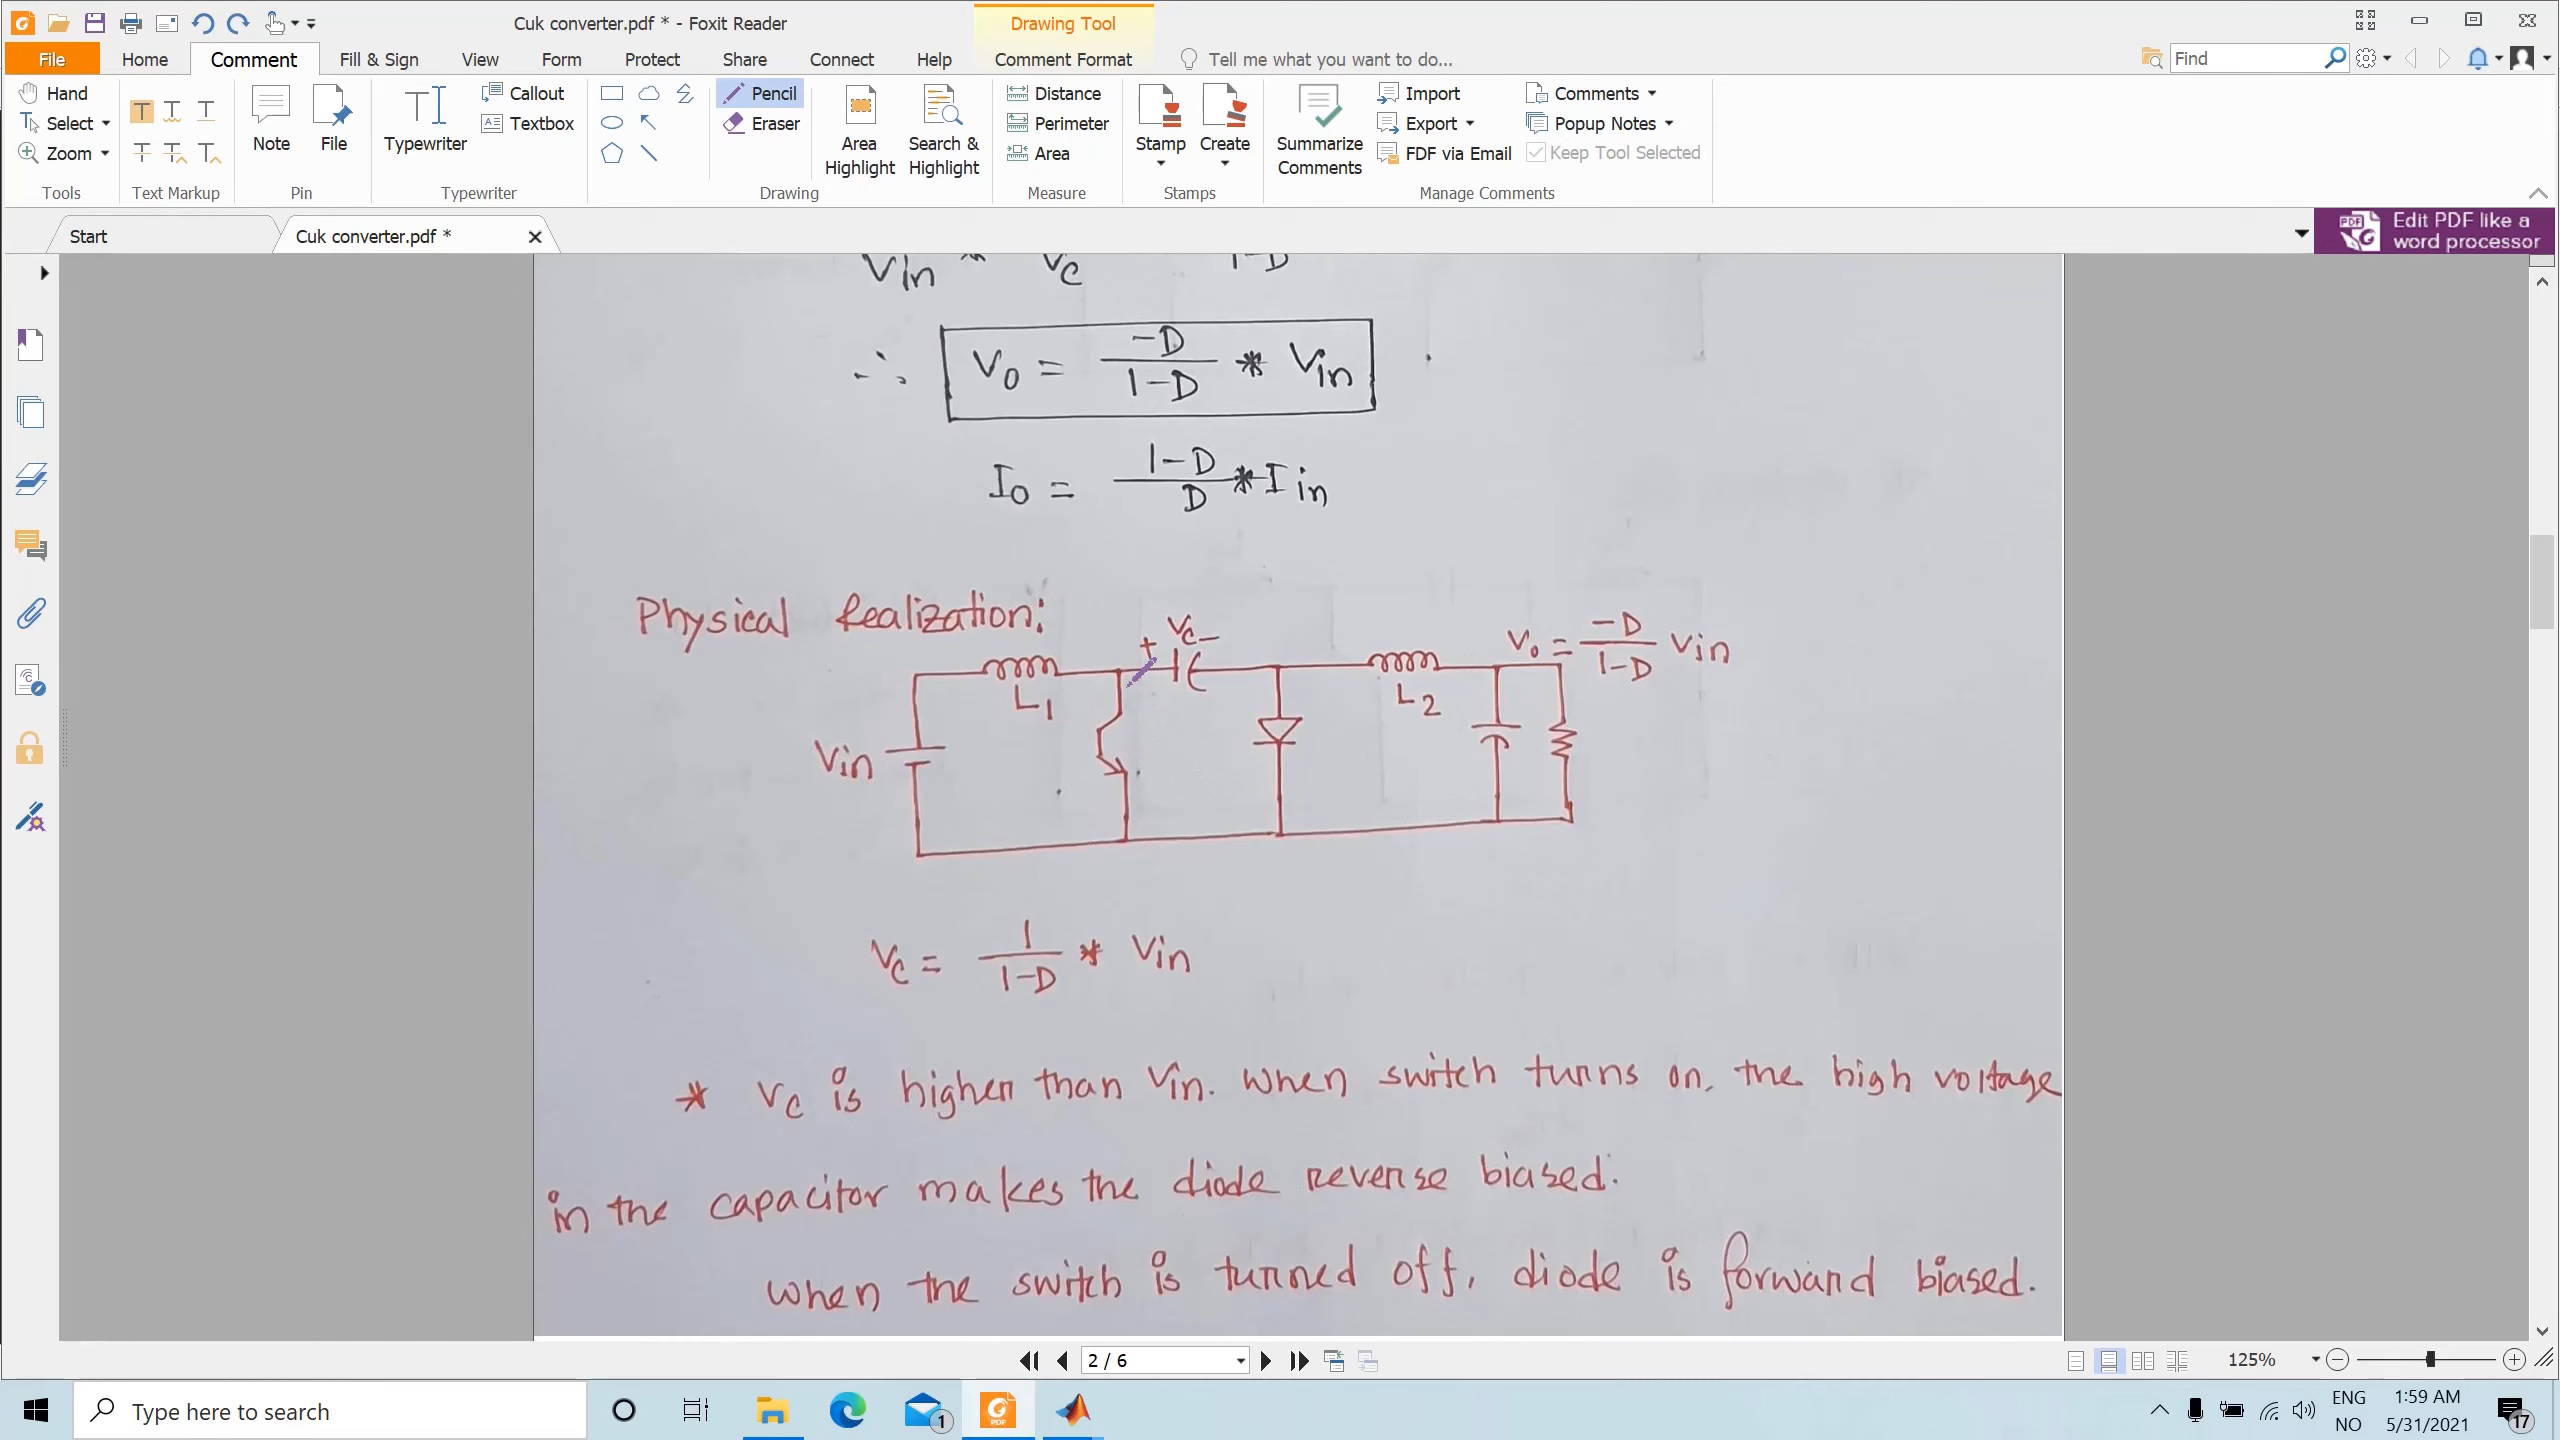 Cuk converter.pdf * - Foxit Reader
Drawing Tool
File Home Comment Fill & Sign View Form Protect Share Connect Help Comment Format Tell me what you want to do... Find
Hand
Select
Zoom
Tools
Text Markup
Note
File
Pin
Typewriter
Callout
Textbox
Typewriter
Pencil
Eraser
Area Highlight
Search & Highlight
Drawing
Distance
Perimeter
Area
Measure
Stamp
Create
Stamps
Summarize Comments
Import
Export
FDF via Email
Comments
Popup Notes
Keep Tool Selected
Manage Comments
Start
Cuk converter.pdf *
Edit PDF like a
word processor
Vin * Vc 1-D
∴ Vo = -D / 1-D * Vin
Io = 1-D / D * Iin
Physical Realization:
+ Vc -
L1
L2
Vo = -D / 1-D Vin
Vin
Vc = 1 / 1-D * Vin
* Vc is higher than Vin. When switch turns on, the high voltage
in the capacitor makes the diode reverse biased.
When the switch is turned off, diode is forward biased.
2 / 6
125%
Type here to search
1
ENG
NO
1:59 AM
5/31/2021
17